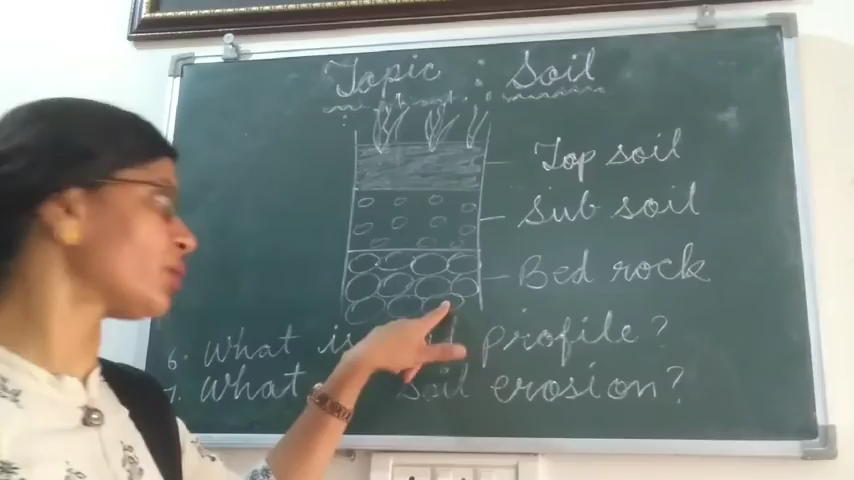 Topic : Soil
Top soil
Sub soil
Bed rock
6. What is profile?
7. What soil erosion?